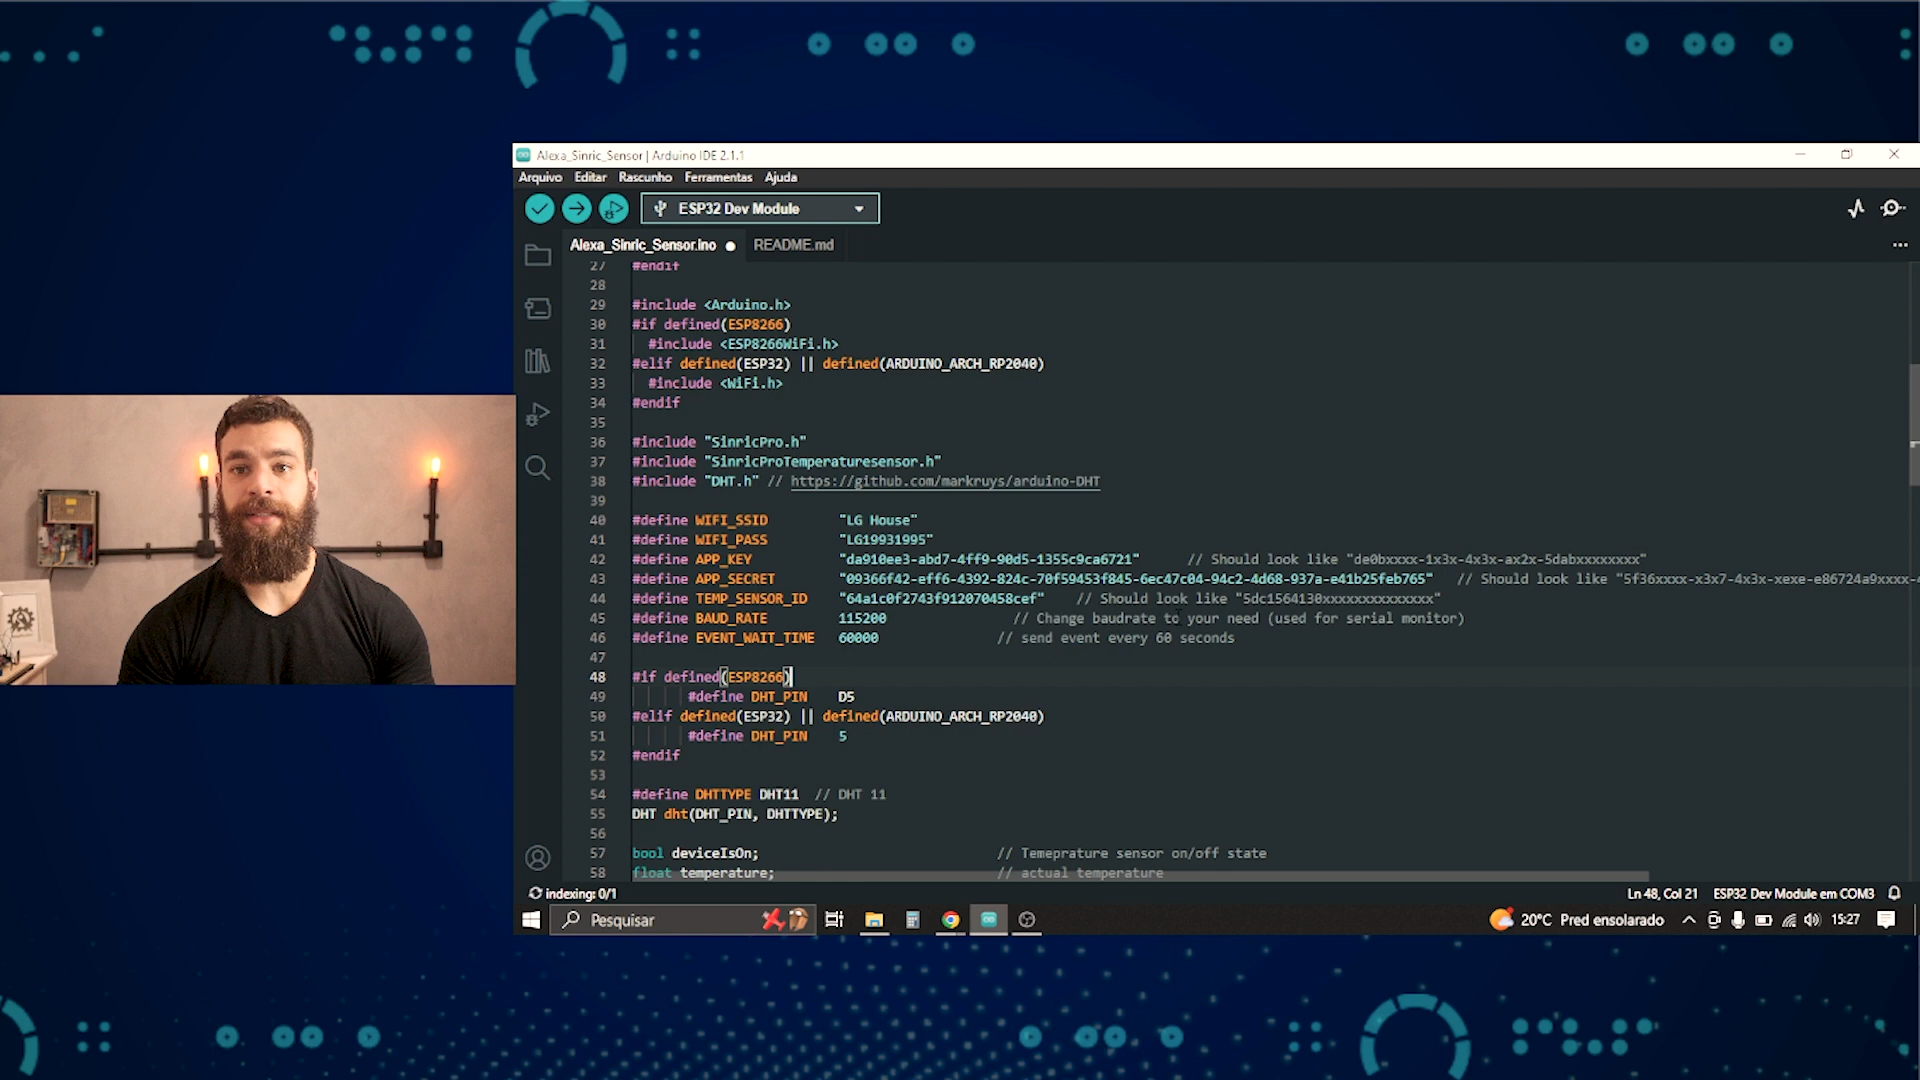 Alexa_Sinric_Sensor | Arduino IDE 2.1.1
Arquivo Editar Rascunho Ferramentas Ajuda
ESP32 Dev Module
Alexa_Sinric_Sensor.ino README.md
27 #endif
28
29 #include <Arduino.h>
30 #if defined(ESP8266)
31 #include <ESP8266WiFi.h>
32 #elif defined(ESP32) || defined(ARDUINO_ARCH_RP2040)
33 #include <WiFi.h>
34 #endif
35
36 #include "SinricPro.h"
37 #include "SinricProTemperaturesensor.h"
38 #include "DHT.h" // https://github.com/markruys/arduino-DHT
39
40 #define WIFI_SSID "LG House"
41 #define WIFI_PASS "LG19931995"
42 #define APP_KEY "da910ee3-abd7-4ff9-90d5-1355c9ca6721" // Should look like "de0bxxxx-1x3x-4x3x-ax2x-5dabxxxxxxxx"
43 #define APP_SECRET "09366f42-eff6-4392-824c-70f59453f845-6ec47c04-94c2-4d68-937a-e41b25feb765" // Should look like "5f36xxxx-x3x7-4x3x-xexe-e86724a9xxxx-4
44 #define TEMP_SENSOR_ID "64a1c0f2743f912070458cef" // Should look like "5dc1564130xxxxxxxxxxxxxx"
45 #define BAUD_RATE 115200 // Change baudrate to your need (used for serial monitor)
46 #define EVENT_WAIT_TIME 60000 // send event every 60 seconds
47
48 #if defined(ESP8266)
49 #define DHT_PIN D5
50 #elif defined(ESP32) || defined(ARDUINO_ARCH_RP2040)
51 #define DHT_PIN 5
52 #endif
53
54 #define DHTTYPE DHT11 // DHT 11
55 DHT dht(DHT_PIN, DHTTYPE);
56
57 bool deviceIsOn; // Temeprature sensor on/off state
58 float temperature; // actual temperature
indexing: 0/1 Ln 48, Col 21 ESP32 Dev Module em COM3
Pesquisar 20°C Pred ensolarado 15:27